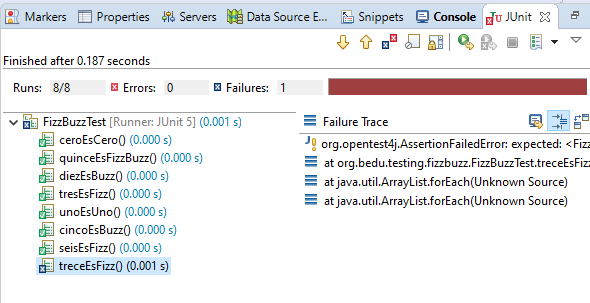 Markers Properties Servers Data Source E... Snippets Console JUnit
Finished after 0.187 seconds
Runs: 8/8 Errors: 0 Failures: 1
FizzBuzzTest [Runner: JUnit 5] (0.001 s)
ceroEsCero() (0.000 s)
quinceEsFizzBuzz() (0.000 s)
diezEsBuzz() (0.000 s)
tresEsFizz() (0.000 s)
unoEsUno() (0.000 s)
cincoEsBuzz() (0.000 s)
seisEsFizz() (0.000 s)
treceEsFizz() (0.001 s)
Failure Trace
org.opentest4j.AssertionFailedError: expected: <Fizz
at org.bedu.testing.fizzbuzz.FizzBuzzTest.treceEsFizz
at java.util.ArrayList.forEach(Unknown Source)
at java.util.ArrayList.forEach(Unknown Source)